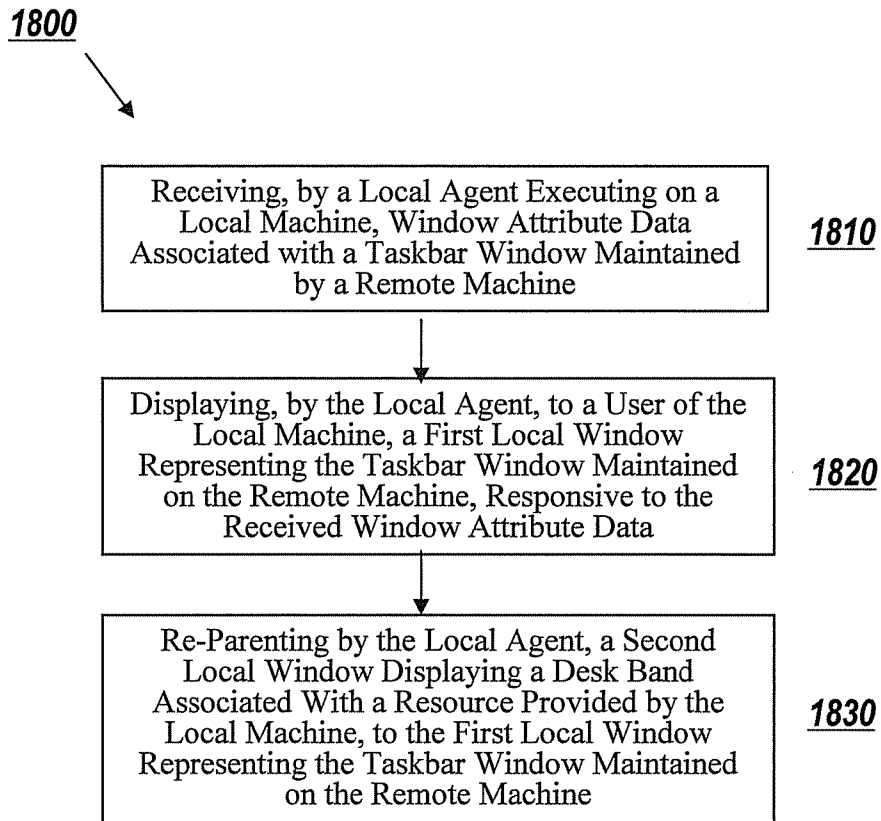 1800
Receiving, by a Local Agent Executing on a
Local Machine, Window Attribute Data
Associated with a Taskbar Window Maintained
by a Remote Machine
1810
Displaying, by the Local Agent, to a User of the
Local Machine, a First Local Window
Representing the Taskbar Window Maintained
on the Remote Machine, Responsive to the
Received Window Attribute Data
1820
Re-Parenting by the Local Agent, a Second
Local Window Displaying a Desk Band
Associated With a Resource Provided by the
Local Machine, to the First Local Window
Representing the Taskbar Window Maintained
on the Remote Machine
1830